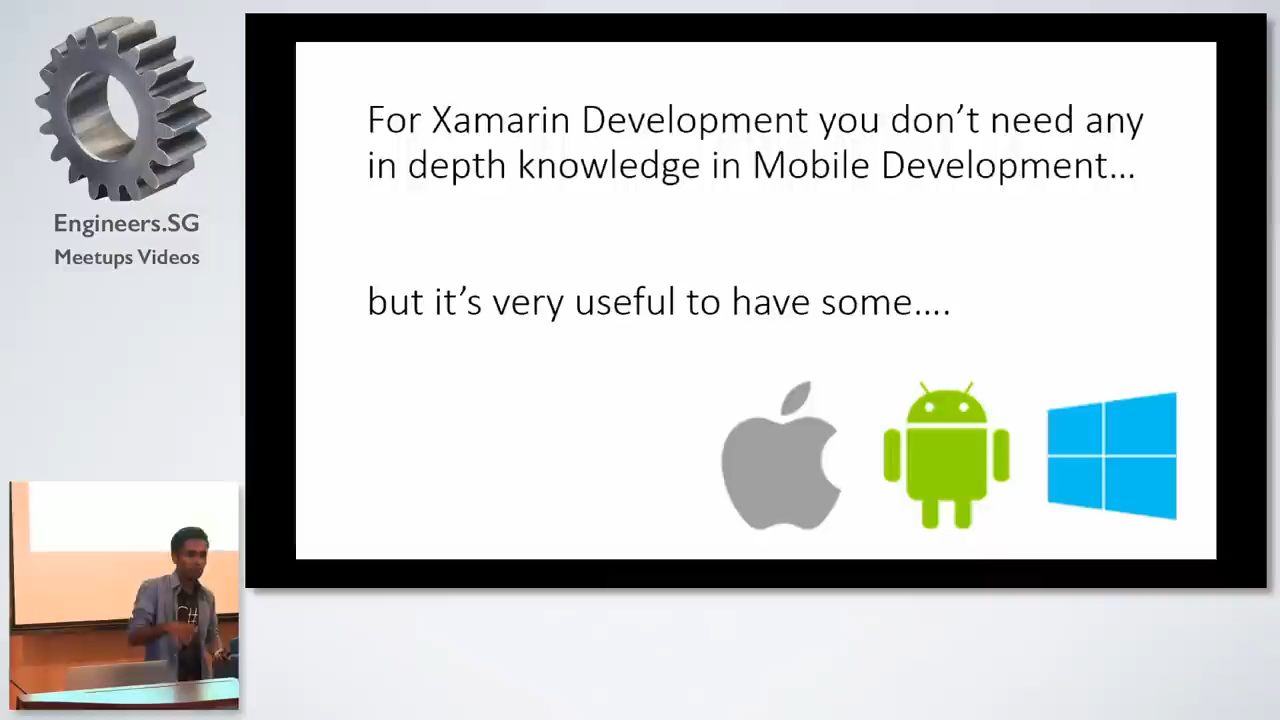 Engineers.SG
Meetups Videos
For Xamarin Development you don’t need any
in depth knowledge in Mobile Development...
but it’s very useful to have some....
C#